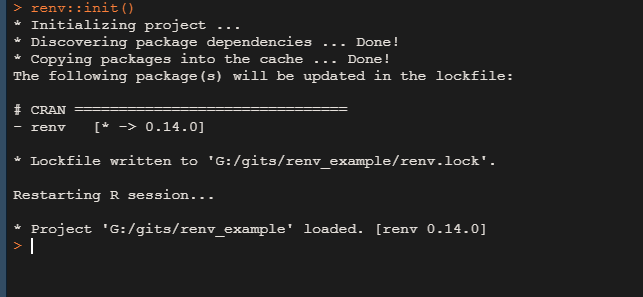 > renv::init()
* Initializing project ...
* Discovering package dependencies ... Done!
* Copying packages into the cache ... Done!
The following package(s) will be updated in the lockfile:
# CRAN ===============================
- renv   [* -> 0.14.0]
* Lockfile written to 'G:/gits/renv_example/renv.lock'.
Restarting R session...
* Project 'G:/gits/renv_example' loaded. [renv 0.14.0]
>